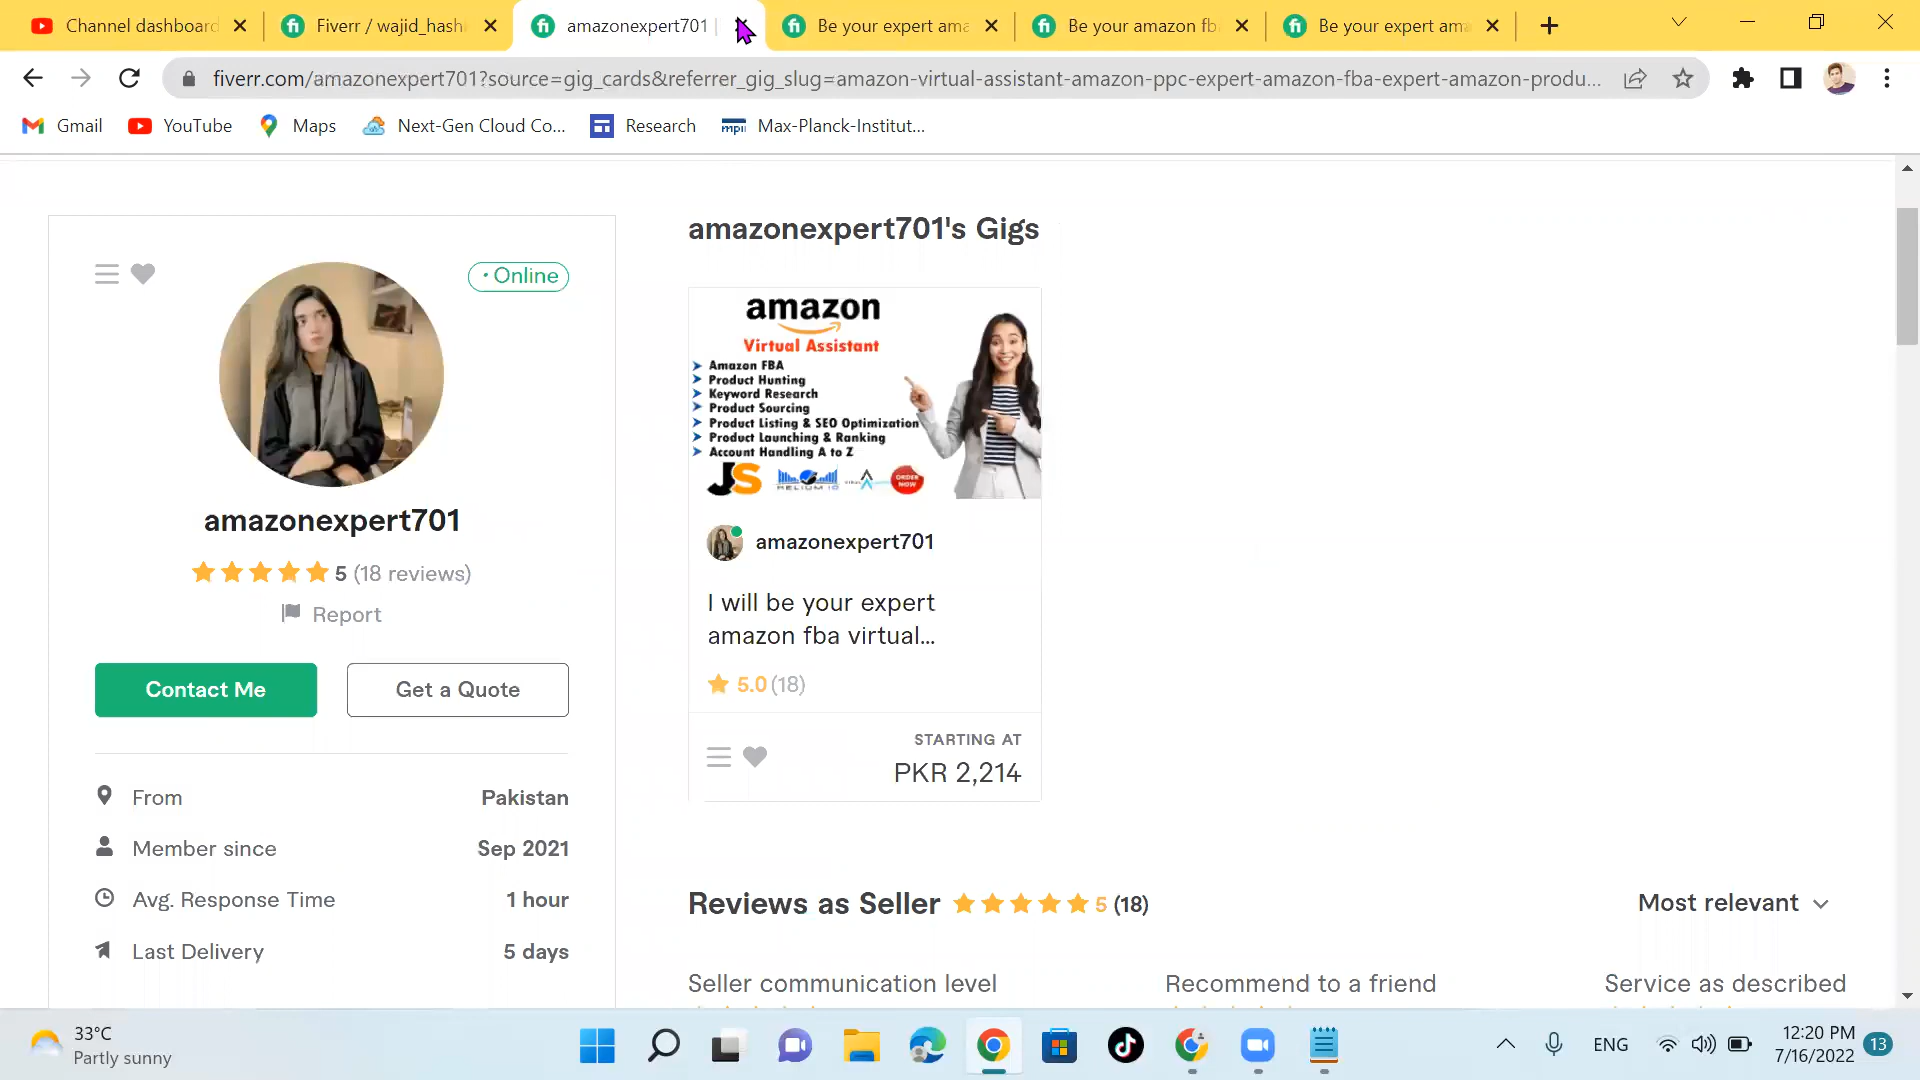 Channel dashboard
Fiverr / wajid_hashi
amazonexpert701 |
Be your expert ama
Be your amazon fb
Be your expert ama
fiverr.com/amazonexpert701?source=gig_cards&referrer_gig_slug=amazon-virtual-assistant-amazon-ppc-expert-amazon-fba-expert-amazon-produ...
Gmail
YouTube
Maps
Next-Gen Cloud Co...
Research
mpii
Max-Planck-Institut...
• Online
amazonexpert701
5 (18 reviews)
Report
Contact Me
Get a Quote
From Pakistan
Member since Sep 2021
Avg. Response Time 1 hour
Last Delivery 5 days
amazonexpert701's Gigs
amazon
Virtual Assistant
Amazon FBA
Product Hunting
Keyword Research
Product Sourcing
Product Listing & SEO Optimization
Product Launching & Ranking
Account Handling A to Z
JS
HELIUM 10
ORDER NOW
amazonexpert701
I will be your expert
amazon fba virtual...
5.0 (18)
STARTING AT
PKR 2,214
Reviews as Seller 5 (18)
Most relevant
Seller communication level
Recommend to a friend
Service as described
33°C
Partly sunny
ENG
12:20 PM
7/16/2022
13